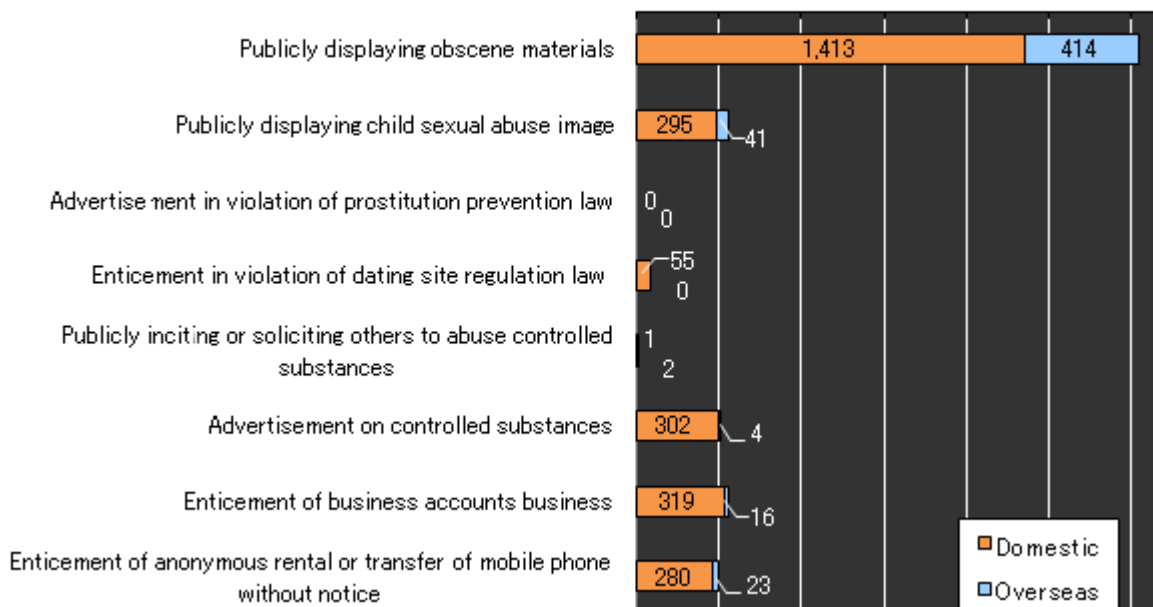 Publicly displaying obscene materials
1,413
414
Publicly displaying child sexual abuse image
295
41
Advertisement in violation of prostitution prevention law
0
0
Enticement in violation of dating site regulation law
55
0
Publicly inciting or soliciting others to abuse controlled
substances
1
2
Advertisement on controlled substances
302
4
Enticement of business accounts business
319
16
Enticement of anonymous rental or transfer of mobile phone
without notice
280
23
Domestic
Overseas